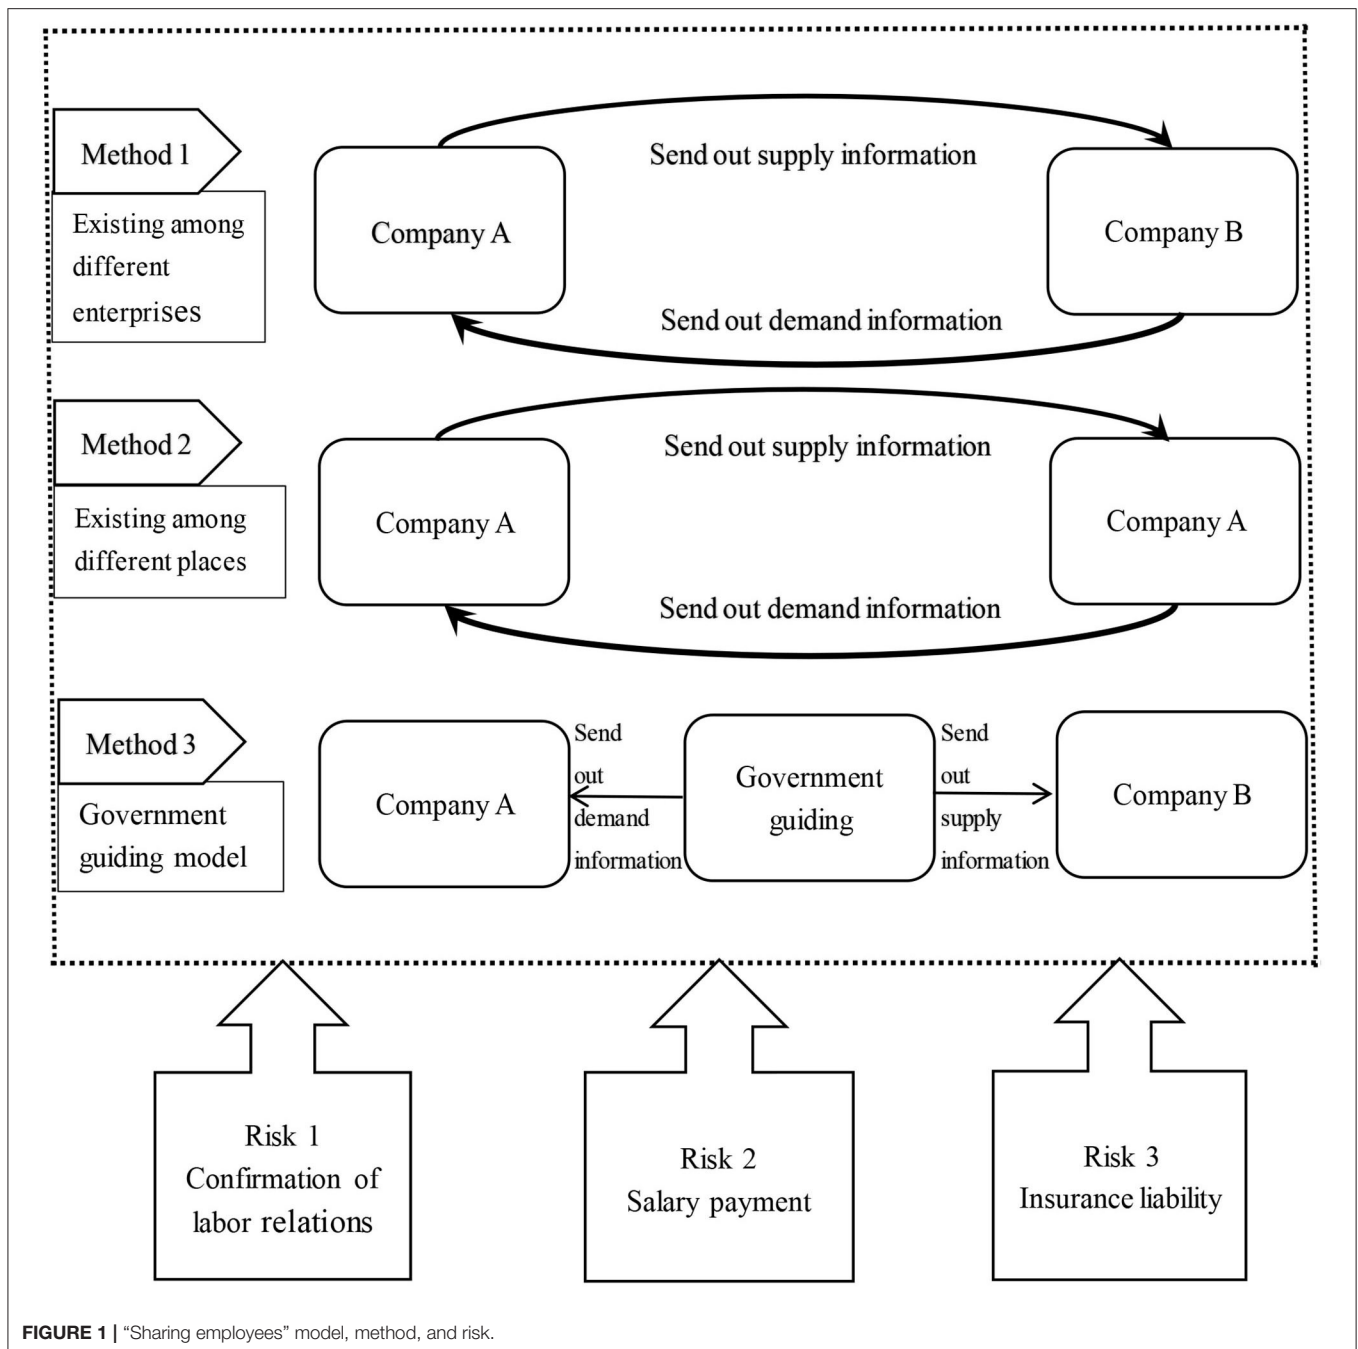 Method 1
Existing among
different
enterprises
Company A
Send out supply information
Send out demand information
Company B
Method 2
Existing among
different places
Company A
Send out supply information
Send out demand information
Company A
Method 3
Government
guiding model
Company A
Send
out
demand
information
Government
guiding
Send
out
supply
information
Company B
Risk 1
Confirmation of
labor relations
Risk 2
Salary payment
Risk 3
Insurance liability
FIGURE 1 | “Sharing employees” model, method, and risk.